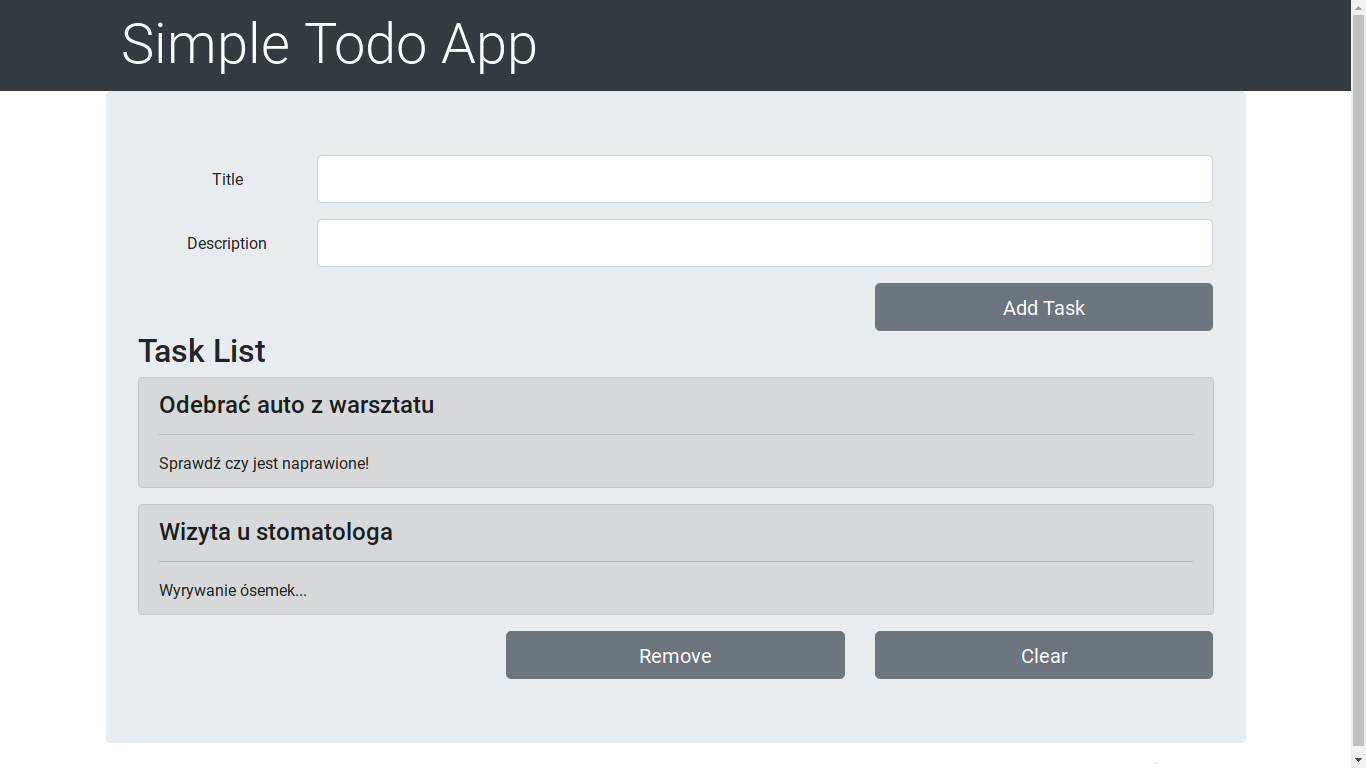 Simple Todo App
Title
Description
Add Task
Task List
Odebrać auto z warsztatu
Sprawdź czy jest naprawione!
Wizyta u stomatologa
Wyrywanie ósemek...
Remove
Clear